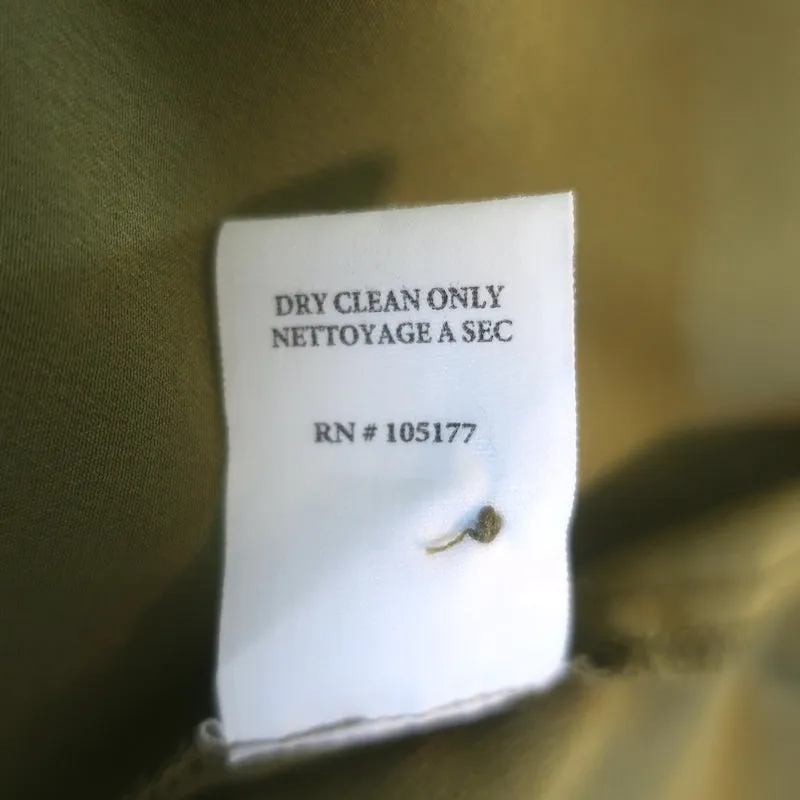 DRY CLEAN ONLY
NETTOYAGE A SEC
RN # 105177